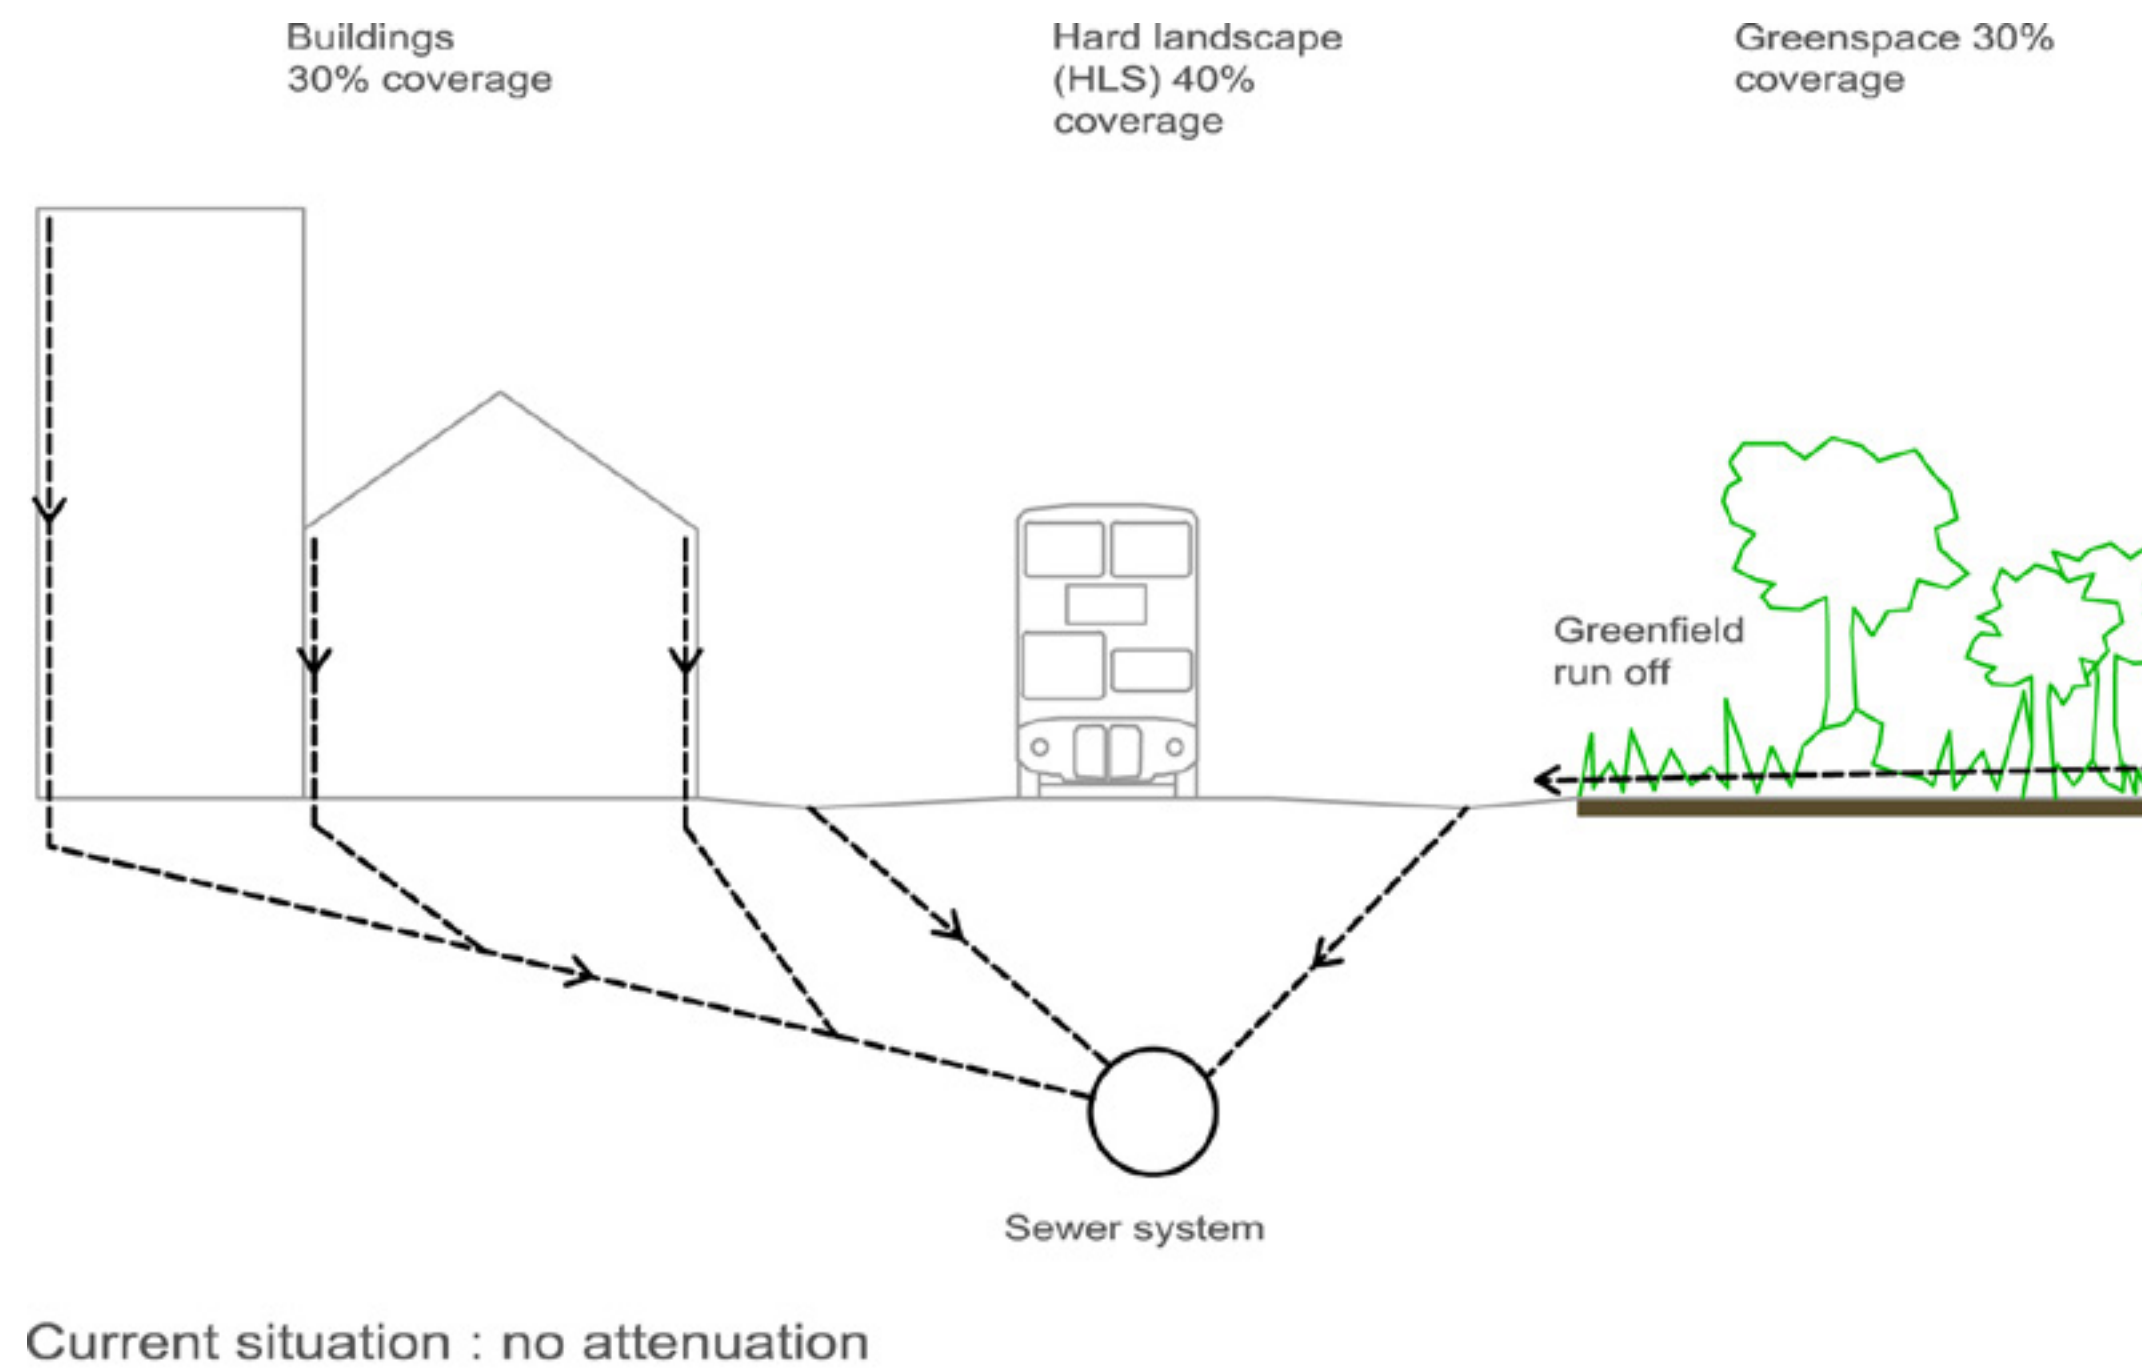 Buildings
30% coverage
Hard landscape
(HLS) 40%
coverage
Greenspace 30%
coverage
Greenfield
run off
Sewer system
Current situation : no attenuation